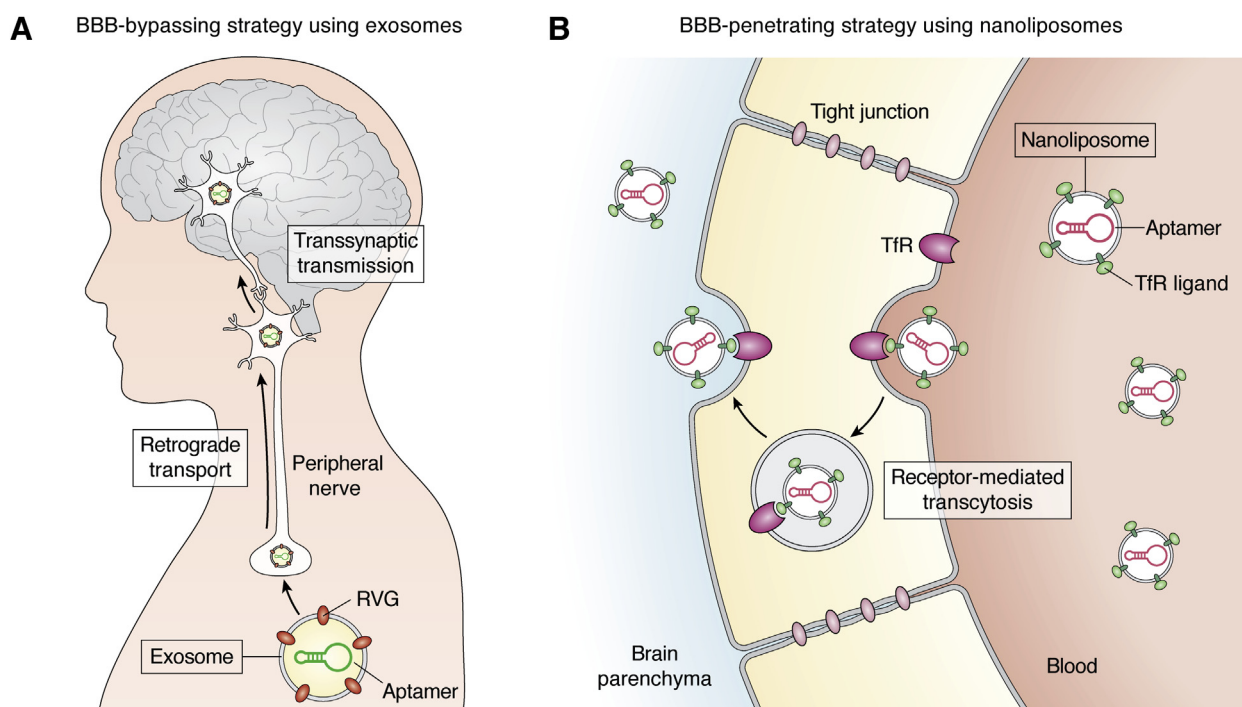 A
BBB-bypassing strategy using exosomes
Transsynaptic
transmission
Retrograde
transport
Peripheral
nerve
RVG
Exosome
Aptamer
B
BBB-penetrating strategy using nanoliposomes
Tight junction
Nanoliposome
TfR
Aptamer
TfR ligand
Receptor-mediated
transcytosis
Brain
parenchyma
Blood